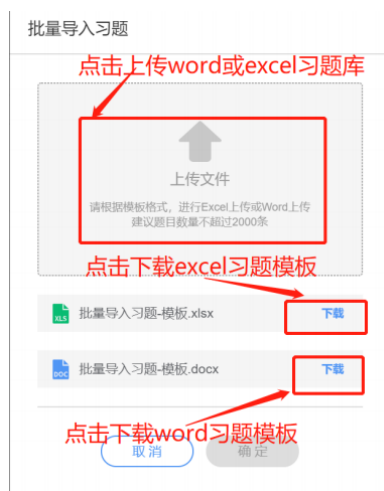 批量导入习题
点击上传word或excel习题库
上传文件
请根据模板格式，进行Excel上传或Word上传
建议题目数量不超过2000条
点击下载excel习题模板
XLS 批量导入习题-模板.xlsx 下载
DOC 批量导入习题-模板.docx 下载
点击下载word习题模板
取消 确定